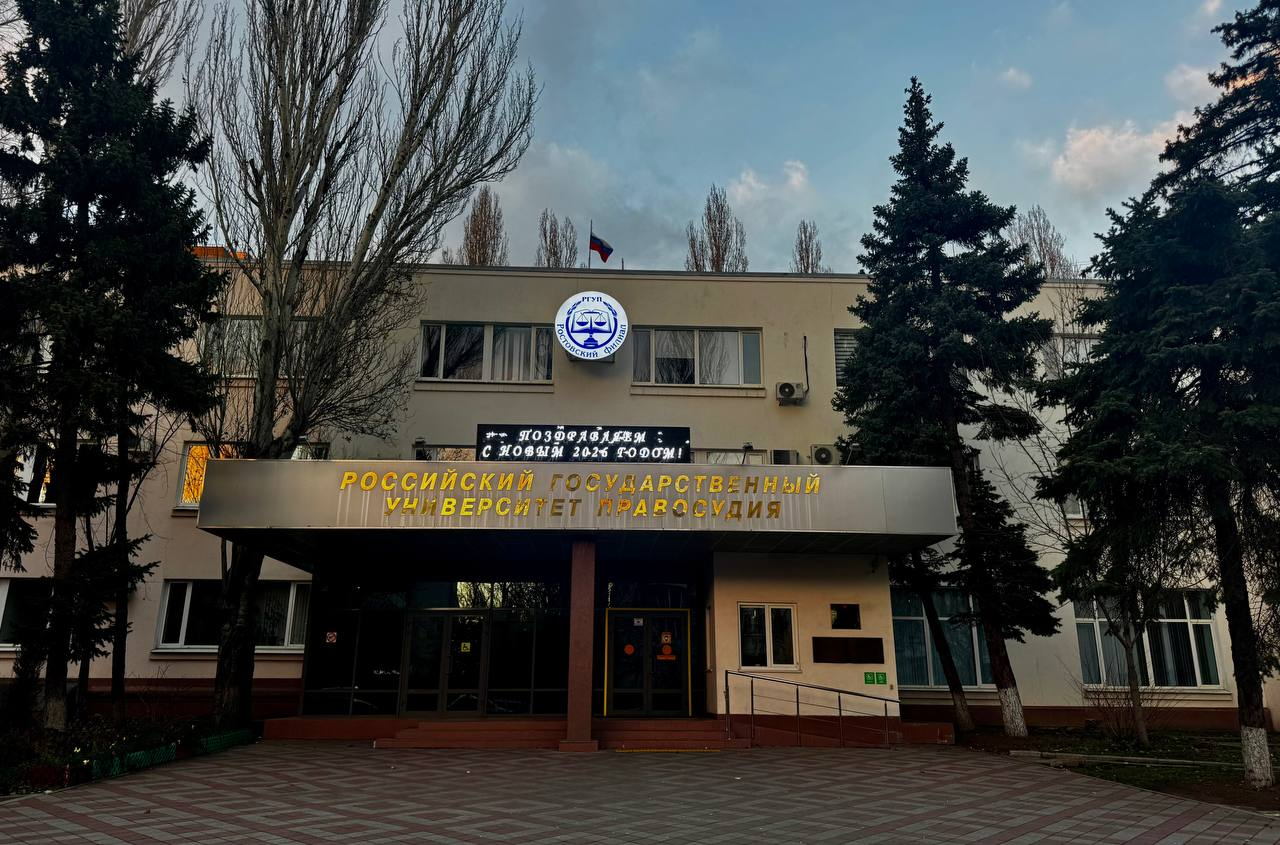 РГУП
Ростовский филиал
ПОЗДРАВЛЯЕМ
С НОВЫМ 2026 ГОДОМ!
РОССИЙСКИЙ ГОСУДАРСТВЕННЫЙ
УНИВЕРСИТЕТ ПРАВОСУДИЯ